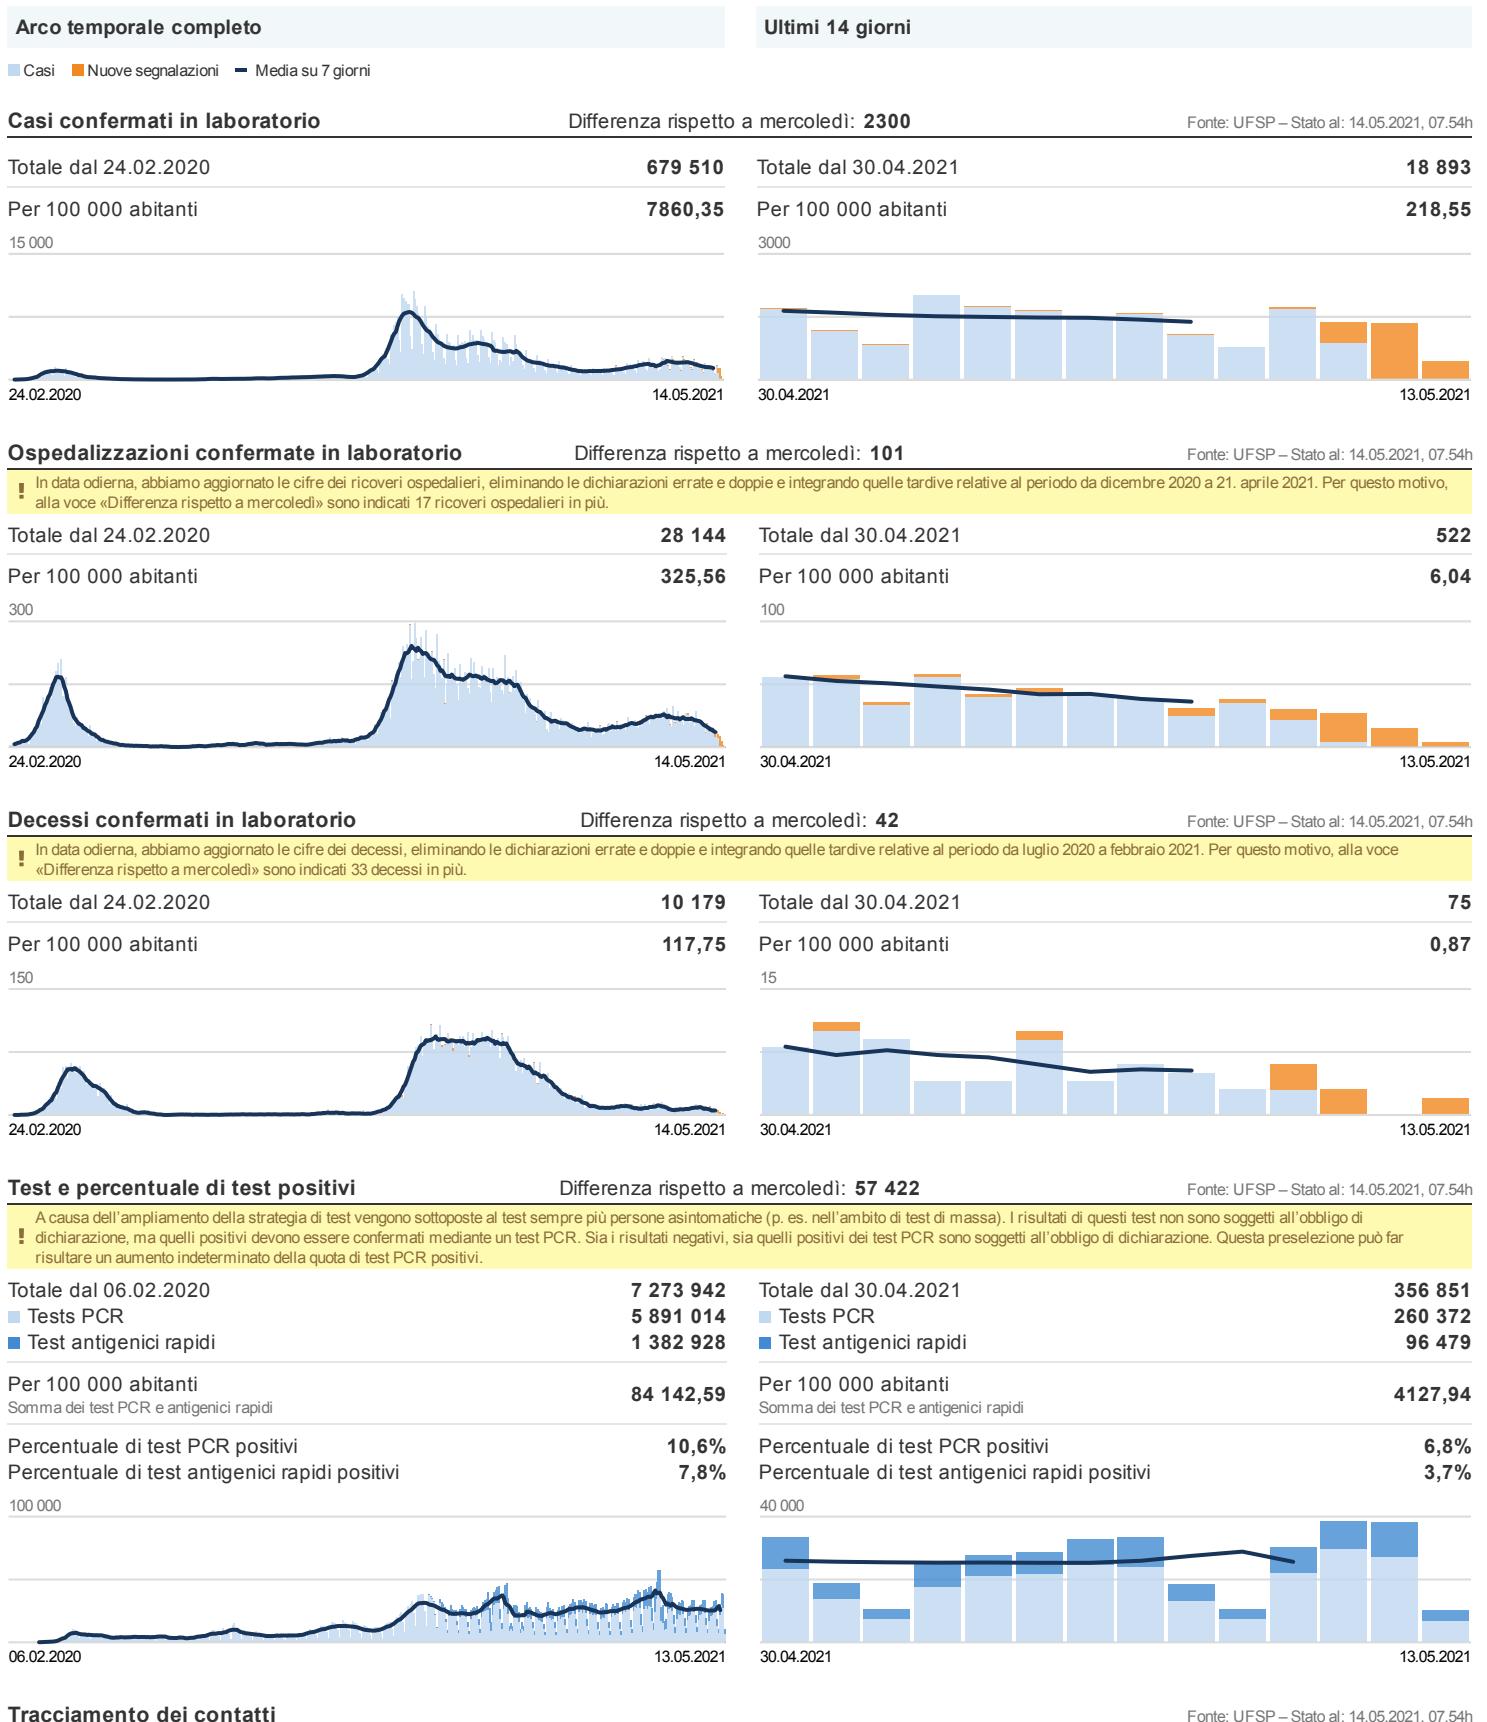 Arco temporale completo
Ultimi 14 giorni
Casi Nuove segnalazioni Media su 7 giorni
Casi confermati in laboratorio Differenza rispetto a mercoledì: 2300 Fonte: UFSP – Stato al: 14.05.2021, 07.54h
Totale dal 24.02.2020 679 510
Per 100 000 abitanti 7860,35
15 000
24.02.2020 14.05.2021
Totale dal 30.04.2021 18 893
Per 100 000 abitanti 218,55
3000
30.04.2021 13.05.2021
Ospedalizzazioni confermate in laboratorio Differenza rispetto a mercoledì: 101 Fonte: UFSP – Stato al: 14.05.2021, 07.54h
! In data odierna, abbiamo aggiornato le cifre dei ricoveri ospedalieri, eliminando le dichiarazioni errate e doppie e integrando quelle tardive relative al periodo da dicembre 2020 a 21. aprile 2021. Per questo motivo,
alla voce «Differenza rispetto a mercoledì» sono indicati 17 ricoveri ospedalieri in più.
Totale dal 24.02.2020 28 144
Per 100 000 abitanti 325,56
300
24.02.2020 14.05.2021
Totale dal 30.04.2021 522
Per 100 000 abitanti 6,04
100
30.04.2021 13.05.2021
Decessi confermati in laboratorio Differenza rispetto a mercoledì: 42 Fonte: UFSP – Stato al: 14.05.2021, 07.54h
! In data odierna, abbiamo aggiornato le cifre dei decessi, eliminando le dichiarazioni errate e doppie e integrando quelle tardive relative al periodo da luglio 2020 a febbraio 2021. Per questo motivo, alla voce
«Differenza rispetto a mercoledì» sono indicati 33 decessi in più.
Totale dal 24.02.2020 10 179
Per 100 000 abitanti 117,75
150
24.02.2020 14.05.2021
Totale dal 30.04.2021 75
Per 100 000 abitanti 0,87
15
30.04.2021 13.05.2021
Test e percentuale di test positivi Differenza rispetto a mercoledì: 57 422 Fonte: UFSP – Stato al: 14.05.2021, 07.54h
! A causa dell'ampliamento della strategia di test vengono sottoposte al test sempre più persone asintomatiche (p. es. nell'ambito di test di massa). I risultati di questi test non sono soggetti all'obbligo di
dichiarazione, ma quelli positivi devono essere confermati mediante un test PCR. Sia i risultati negativi, sia quelli positivi dei test PCR sono soggetti all'obbligo di dichiarazione. Questa preselezione può far
risultare un aumento indeterminato della quota di test PCR positivi.
Totale dal 06.02.2020 7 273 942
Tests PCR 5 891 014
Test antigenici rapidi 1 382 928
Per 100 000 abitanti 84 142,59
Somma dei test PCR e antigenici rapidi
Percentuale di test PCR positivi 10,6%
Percentuale di test antigenici rapidi positivi 7,8%
100 000
06.02.2020 13.05.2021
Totale dal 30.04.2021 356 851
Tests PCR 260 372
Test antigenici rapidi 96 479
Per 100 000 abitanti 4127,94
Somma dei test PCR e antigenici rapidi
Percentuale di test PCR positivi 6,8%
Percentuale di test antigenici rapidi positivi 3,7%
40 000
30.04.2021 13.05.2021
Tracciamento dei contatti Fonte: UFSP – Stato al: 14.05.2021, 07.54h